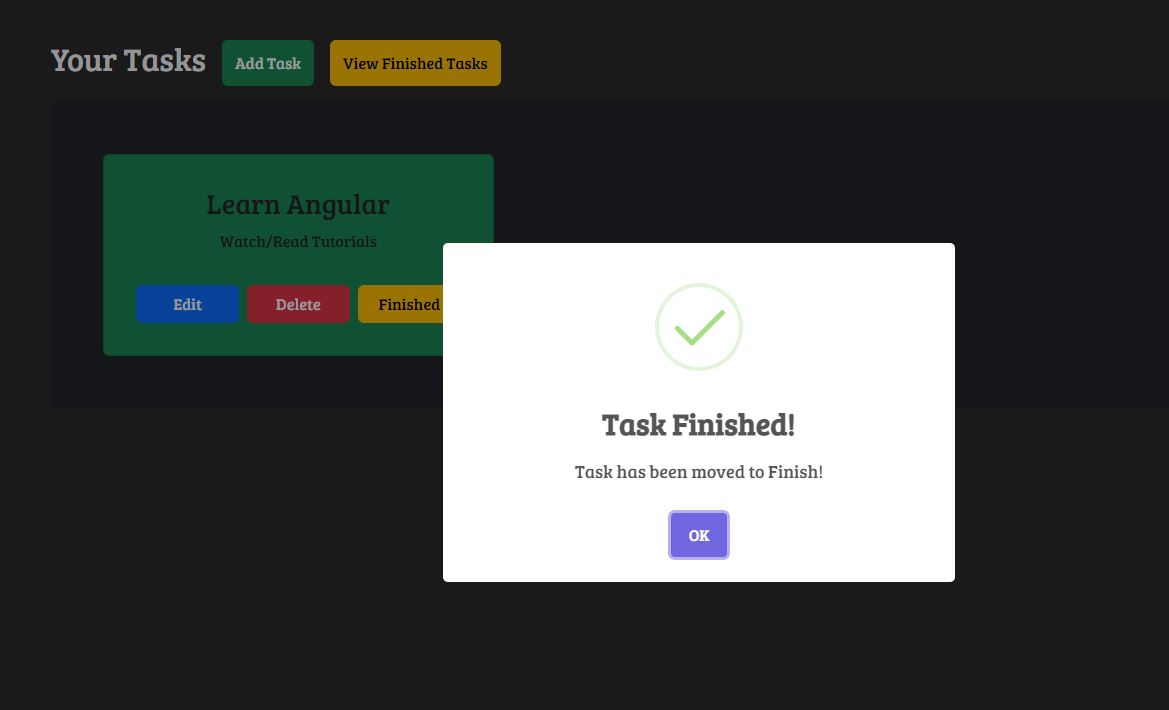 Your Tasks
Add Task
View Finished Tasks
Learn Angular
Watch/Read Tutorials
Edit
Delete
Finished
Task Finished!
Task has been moved to Finish!
OK